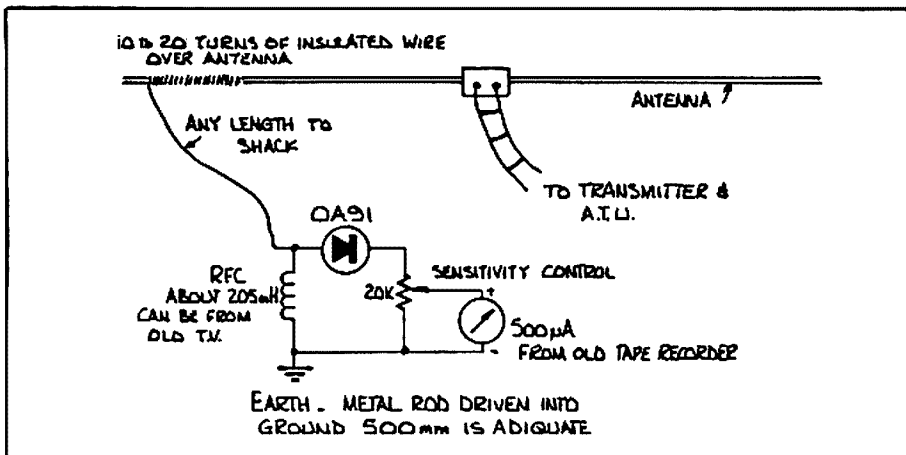 10 TO 20 TURNS OF INSULATED WIRE
OVER ANTENNA
ANTENNA
ANY LENGTH TO
SHACK
TO TRANSMITTER &
A.T.U.
OA91
SENSITIVITY CONTROL
RFC
ABOUT 2.05mH
CAN BE FROM
OLD T.V.
20K
+
500µA
-
FROM OLD TAPE RECORDER
EARTH - METAL ROD DRIVEN INTO
GROUND 500mm IS ADIQUATE